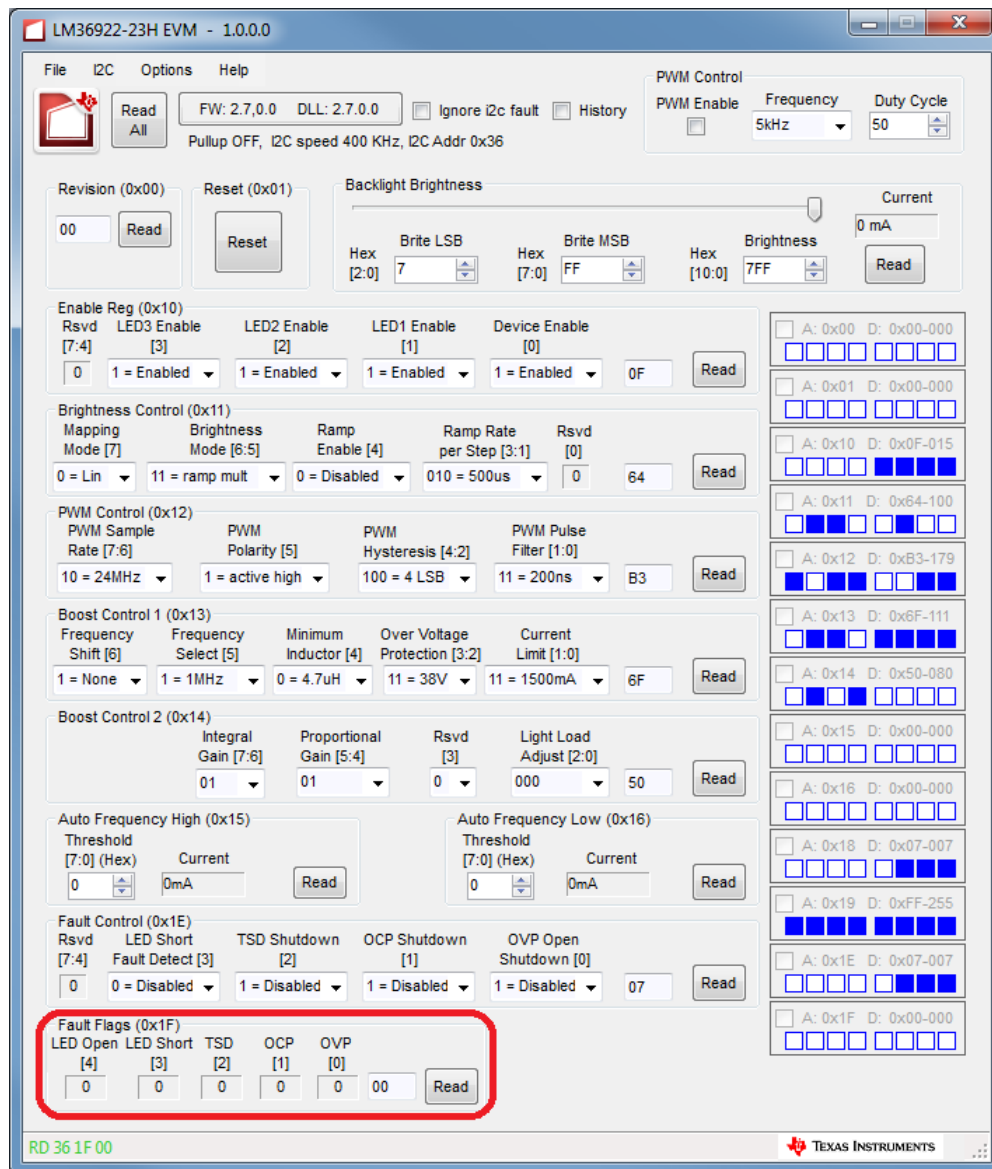 LM36922-23H EVM - 1.0.0.0
File I2C Options Help
Read All
FW: 2.7,0.0 DLL: 2.7.0.0
Ignore i2c fault
History
Pullup OFF, I2C speed 400 KHz, I2C Addr 0x36
PWM Control
PWM Enable Frequency Duty Cycle
5kHz 50
Revision (0x00)
00 Read
Reset (0x01)
Reset
Backlight Brightness
Current
0 mA
Read
Brite LSB Brite MSB Brightness
Hex [2:0] 7 Hex [7:0] FF Hex [10:0] 7FF
Enable Reg (0x10)
Rsvd LED3 Enable LED2 Enable LED1 Enable Device Enable
[7:4] [3] [2] [1] [0]
0 1 = Enabled 1 = Enabled 1 = Enabled 1 = Enabled 0F Read
Brightness Control (0x11)
Mapping Brightness Ramp Ramp Rate Rsvd
Mode [7] Mode [6:5] Enable [4] per Step [3:1] [0]
0 = Lin 11 = ramp mult 0 = Disabled 010 = 500us 0 64 Read
PWM Control (0x12)
PWM Sample PWM PWM PWM Pulse
Rate [7:6] Polarity [5] Hysteresis [4:2] Filter [1:0]
10 = 24MHz 1 = active high 100 = 4 LSB 11 = 200ns B3 Read
Boost Control 1 (0x13)
Frequency Frequency Minimum Over Voltage Current
Shift [6] Select [5] Inductor [4] Protection [3:2] Limit [1:0]
1 = None 1 = 1MHz 0 = 4.7uH 11 = 38V 11 = 1500mA 6F Read
Boost Control 2 (0x14)
Integral Proportional Rsvd Light Load
Gain [7:6] Gain [5:4] [3] Adjust [2:0]
01 01 0 000 50 Read
Auto Frequency High (0x15)
Threshold
[7:0] (Hex) Current
0 0mA Read
Auto Frequency Low (0x16)
Threshold
[7:0] (Hex) Current
0 0mA Read
Fault Control (0x1E)
Rsvd LED Short TSD Shutdown OCP Shutdown OVP Open
[7:4] Fault Detect [3] [2] [1] Shutdown [0]
0 0 = Disabled 1 = Disabled 1 = Disabled 1 = Disabled 07 Read
Fault Flags (0x1F)
LED Open LED Short TSD OCP OVP
[4] [3] [2] [1] [0]
0 0 0 0 0 00 Read
A: 0x00 D: 0x00-000
A: 0x01 D: 0x00-000
A: 0x10 D: 0x0F-015
A: 0x11 D: 0x64-100
A: 0x12 D: 0xB3-179
A: 0x13 D: 0x6F-111
A: 0x14 D: 0x50-080
A: 0x15 D: 0x00-000
A: 0x16 D: 0x00-000
A: 0x18 D: 0x07-007
A: 0x19 D: 0xFF-255
A: 0x1E D: 0x07-007
A: 0x1F D: 0x00-000
RD 36 1F 00
TEXAS INSTRUMENTS